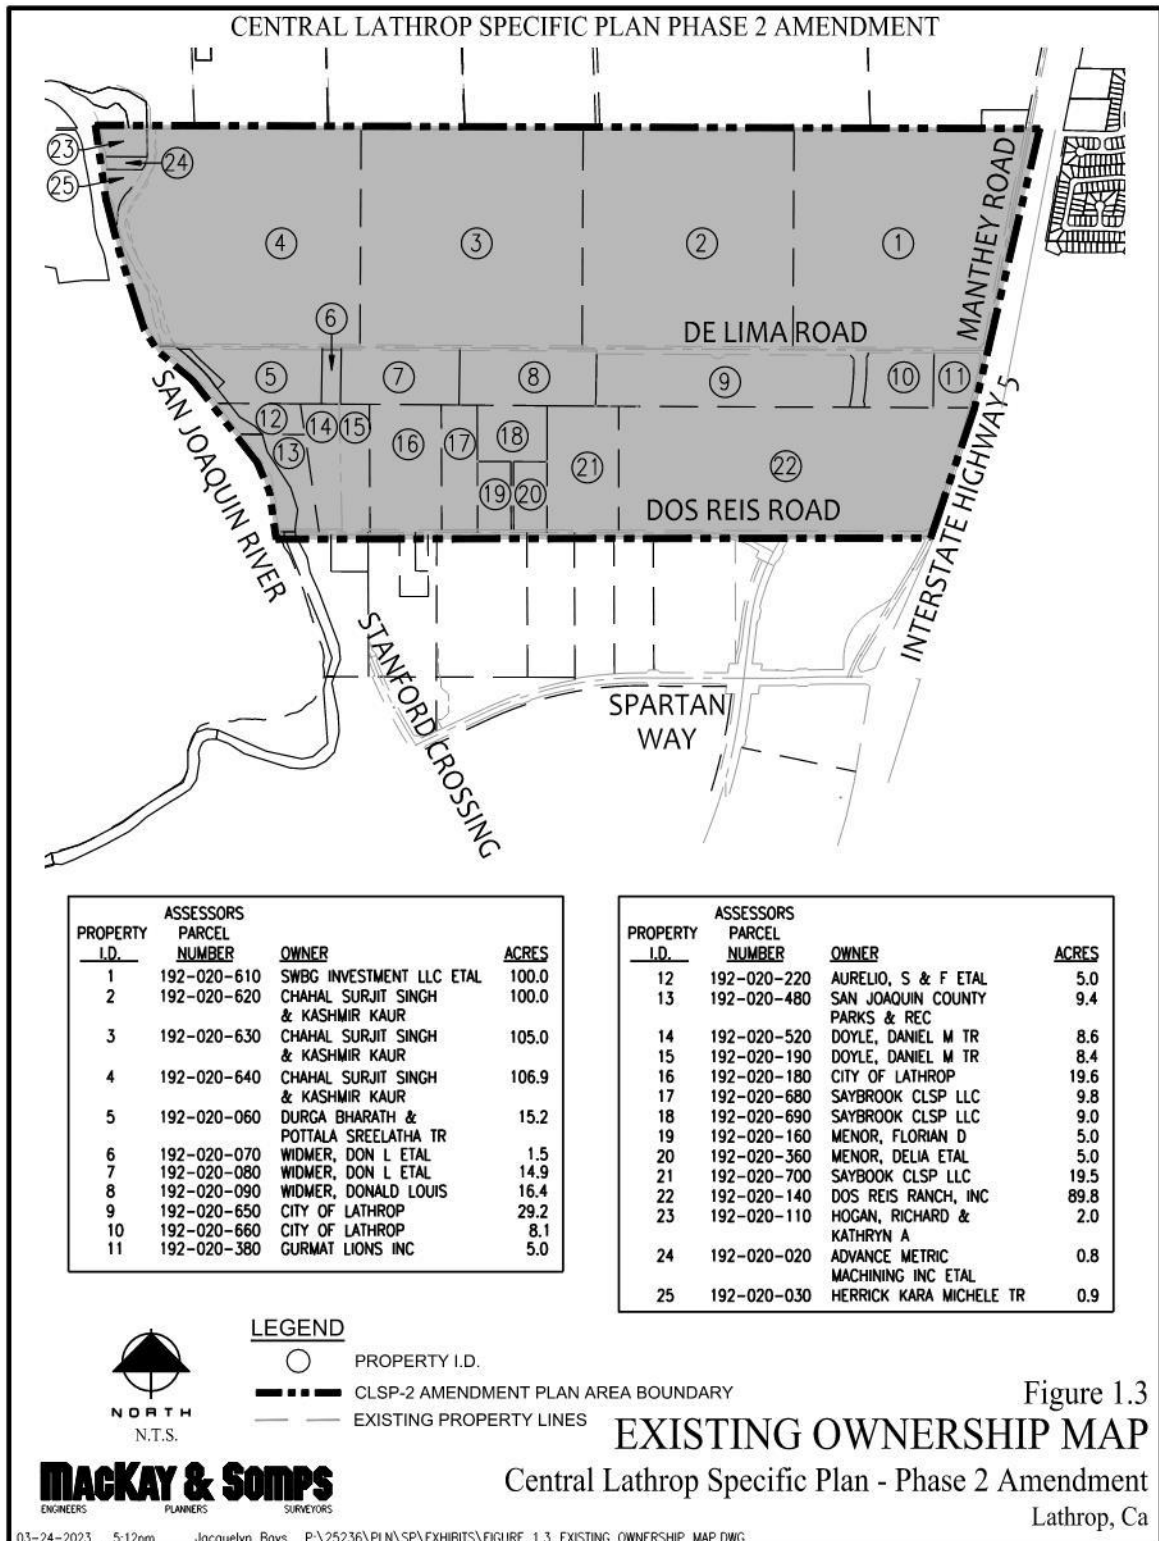 CENTRAL LATHROP SPECIFIC PLAN PHASE 2 AMENDMENT
23
24
25
4
3
2
1
MANTHEY ROAD
6
DE LIMA ROAD
5
7
8
9
10
11
12
14
15
13
16
17
18
21
22
19
20
DOS REIS ROAD
SAN JOAQUIN RIVER
INTERSTATE HIGHWAY 5
STANFORD CROSSING
SPARTAN
WAY
ASSESSORS
PROPERTY PARCEL
I.D. NUMBER OWNER ACRES
1 192-020-610 SWBG INVESTMENT LLC ETAL 100.0
2 192-020-620 CHAHAL SURJIT SINGH 100.0
& KASHMIR KAUR
3 192-020-630 CHAHAL SURJIT SINGH 105.0
& KASHMIR KAUR
4 192-020-640 CHAHAL SURJIT SINGH 106.9
& KASHMIR KAUR
5 192-020-060 DURGA BHARATH & 15.2
POTTALA SREELATHA TR
6 192-020-070 WIDMER, DON L ETAL 1.5
7 192-020-080 WIDMER, DON L ETAL 14.9
8 192-020-090 WIDMER, DONALD LOUIS 16.4
9 192-020-650 CITY OF LATHROP 29.2
10 192-020-660 CITY OF LATHROP 8.1
11 192-020-380 GURMAT LIONS INC 5.0
ASSESSORS
PROPERTY PARCEL
I.D. NUMBER OWNER ACRES
12 192-020-220 AURELIO, S & F ETAL 5.0
13 192-020-480 SAN JOAQUIN COUNTY 9.4
PARKS & REC
14 192-020-520 DOYLE, DANIEL M TR 8.6
15 192-020-190 DOYLE, DANIEL M TR 8.4
16 192-020-180 CITY OF LATHROP 19.6
17 192-020-680 SAYBROOK CLSP LLC 9.8
18 192-020-690 SAYBROOK CLSP LLC 9.0
19 192-020-160 MENOR, FLORIAN D 5.0
20 192-020-360 MENOR, DELIA ETAL 5.0
21 192-020-700 SAYBOOK CLSP LLC 19.5
22 192-020-140 DOS REIS RANCH, INC 89.8
23 192-020-110 HOGAN, RICHARD & 2.0
KATHRYN A
24 192-020-020 ADVANCE METRIC 0.8
MACHINING INC ETAL
25 192-020-030 HERRICK KARA MICHELE TR 0.9
LEGEND
PROPERTY I.D.
CLSP-2 AMENDMENT PLAN AREA BOUNDARY
EXISTING PROPERTY LINES
NORTH
N.T.S.
Figure 1.3
EXISTING OWNERSHIP MAP
Central Lathrop Specific Plan - Phase 2 Amendment
Lathrop, Ca
MACKAY & SOMPS
ENGINEERS PLANNERS SURVEYORS
03-24-2023 5:12pm Jacquelyn Bays P:\25236\PLN\SP\EXHIBITS\FIGURE 1.3 EXISTING OWNERSHIP MAP.DWG